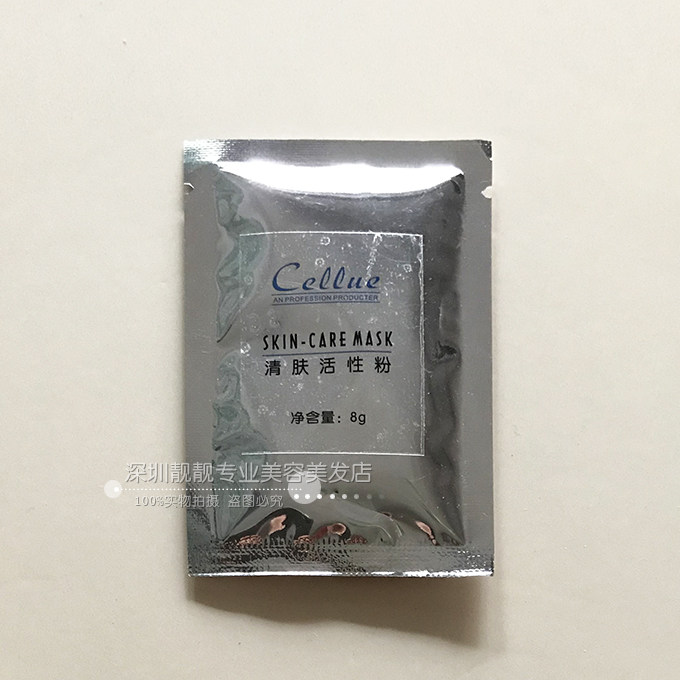 Cellue
AN PROFESSION PRODUCTER
SKIN-CARE MASK
清肤活性粉
净含量：8g
深圳靓靓专业美容美发店
100%实物拍摄 盗图必究